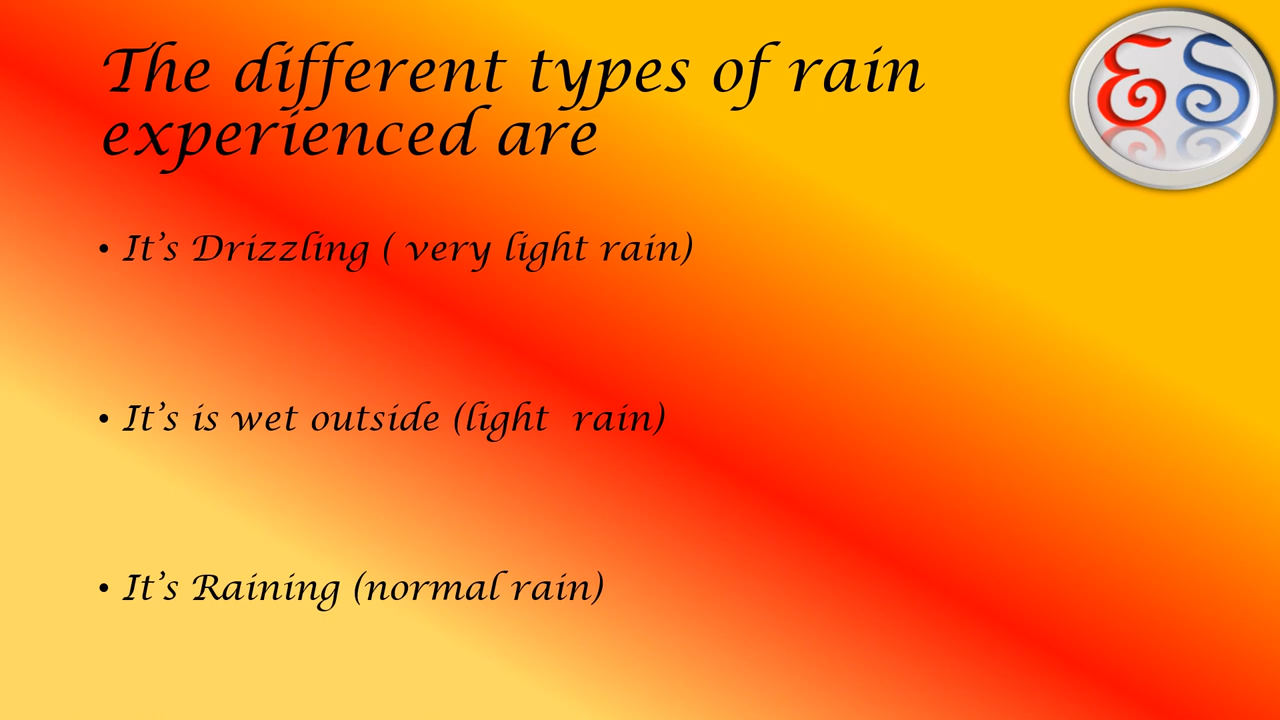 The different types of rain
experienced are
ES
• It's Drizzling ( very light rain)
• It's is wet outside (light  rain)
• It's Raining (normal rain)